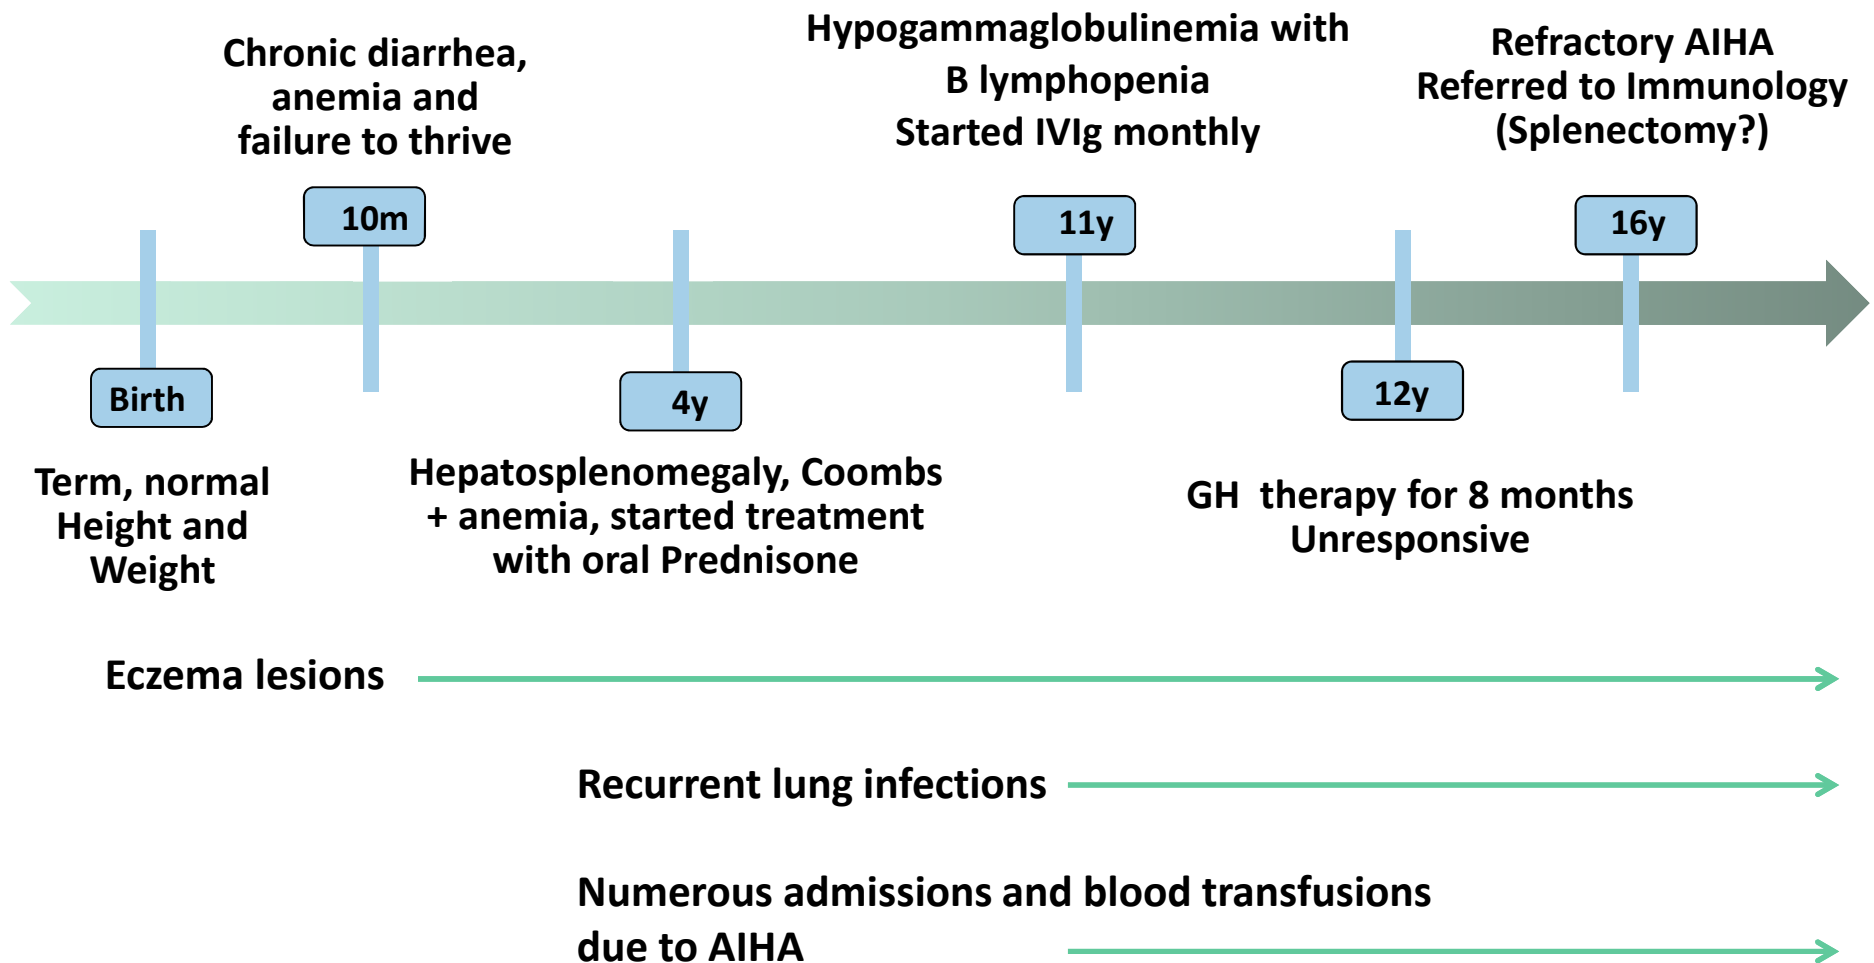 Chronic diarrhea,
anemia and
failure to thrive
Hypogammaglobulinemia with
B lymphopenia
Started IVIg monthly
Refractory AIHA
Referred to Immunology
(Splenectomy?)
10m
11y
16y
Birth
4y
12y
Term, normal
Height and
Weight
Hepatosplenomegaly, Coombs
+ anemia, started treatment
with oral Prednisone
GH therapy for 8 months
Unresponsive
Eczema lesions
Recurrent lung infections
Numerous admissions and blood transfusions
due to AIHA